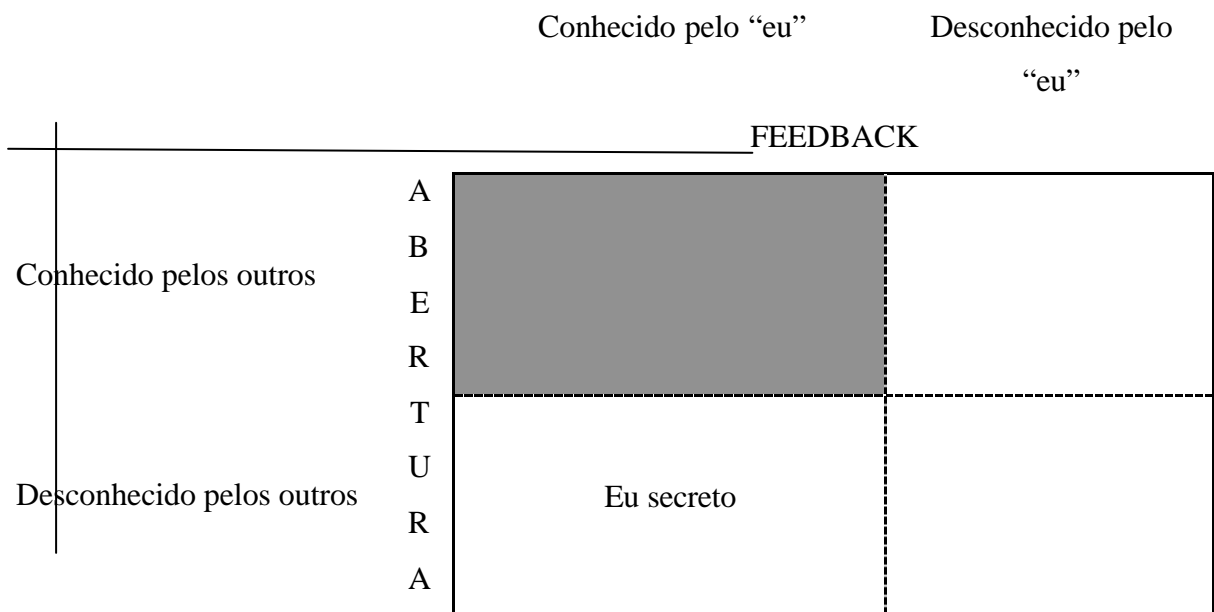 Conhecido pelo “eu”
Desconhecido pelo
“eu”
FEEDBACK
A
B
E
R
T
U
R
A
Conhecido pelos outros
Desconhecido pelos outros
Eu secreto